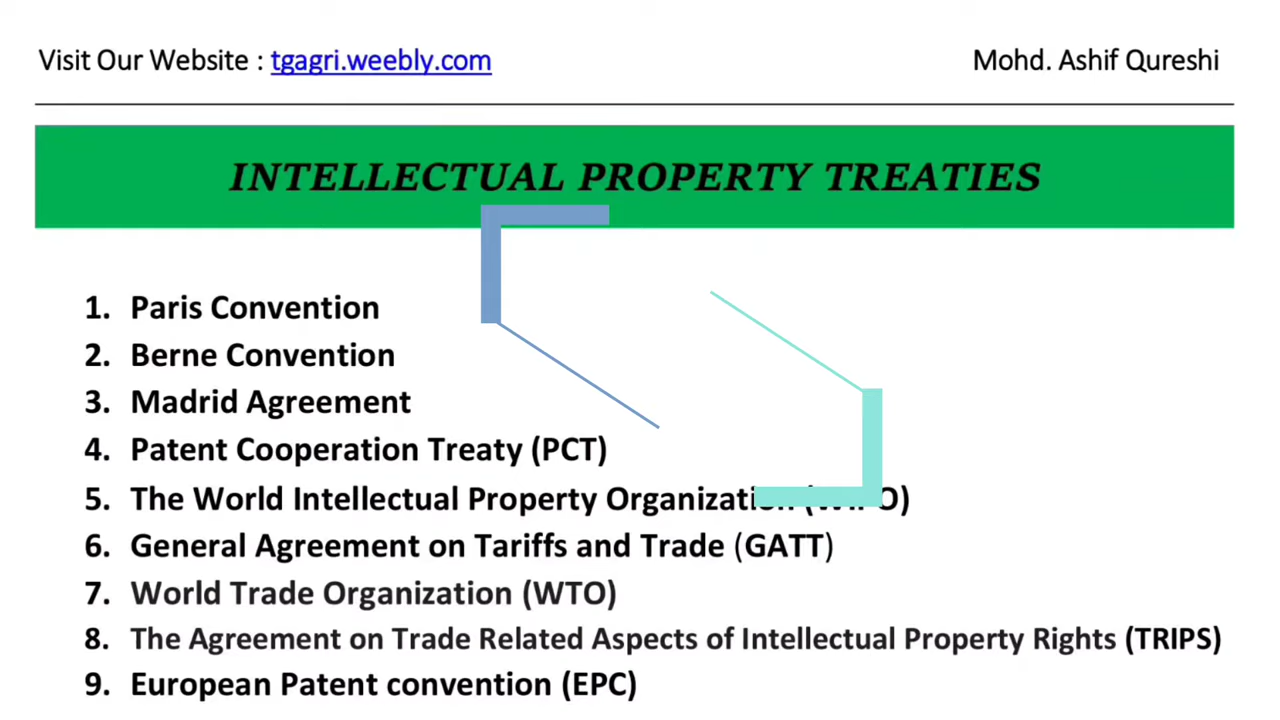 Visit Our Website : tgagri.weebly.com
Mohd. Ashif Qureshi
INTELLECTUAL PROPERTY TREATIES
1. Paris Convention
2. Berne Convention
3. Madrid Agreement
4. Patent Cooperation Treaty (PCT)
5. The World Intellectual Property Organization (WIPO)
6. General Agreement on Tariffs and Trade (GATT)
7. World Trade Organization (WTO)
8. The Agreement on Trade Related Aspects of Intellectual Property Rights (TRIPS)
9. European Patent convention (EPC)